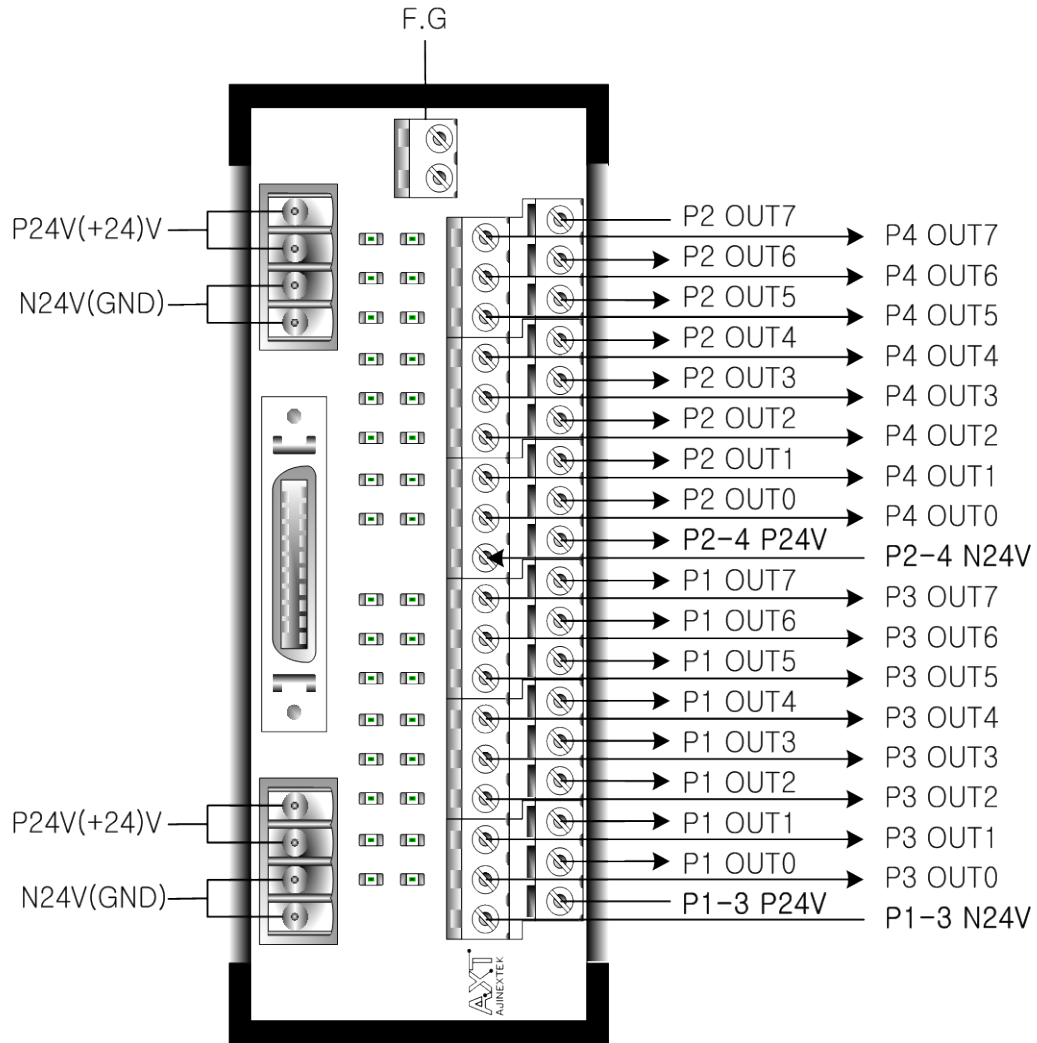 F.G
P24V(+24)V
N24V(GND)
P24V(+24)V
N24V(GND)
P2 OUT7
P4 OUT7
P2 OUT6
P4 OUT6
P2 OUT5
P4 OUT5
P2 OUT4
P4 OUT4
P2 OUT3
P4 OUT3
P2 OUT2
P4 OUT2
P2 OUT1
P4 OUT1
P2 OUT0
P4 OUT0
P2-4 P24V
P2-4 N24V
P1 OUT7
P3 OUT7
P1 OUT6
P3 OUT6
P1 OUT5
P3 OUT5
P1 OUT4
P3 OUT4
P1 OUT3
P3 OUT3
P1 OUT2
P3 OUT2
P1 OUT1
P3 OUT1
P1 OUT0
P3 OUT0
P1-3 P24V
P1-3 N24V
AXT
AJINEXTEK